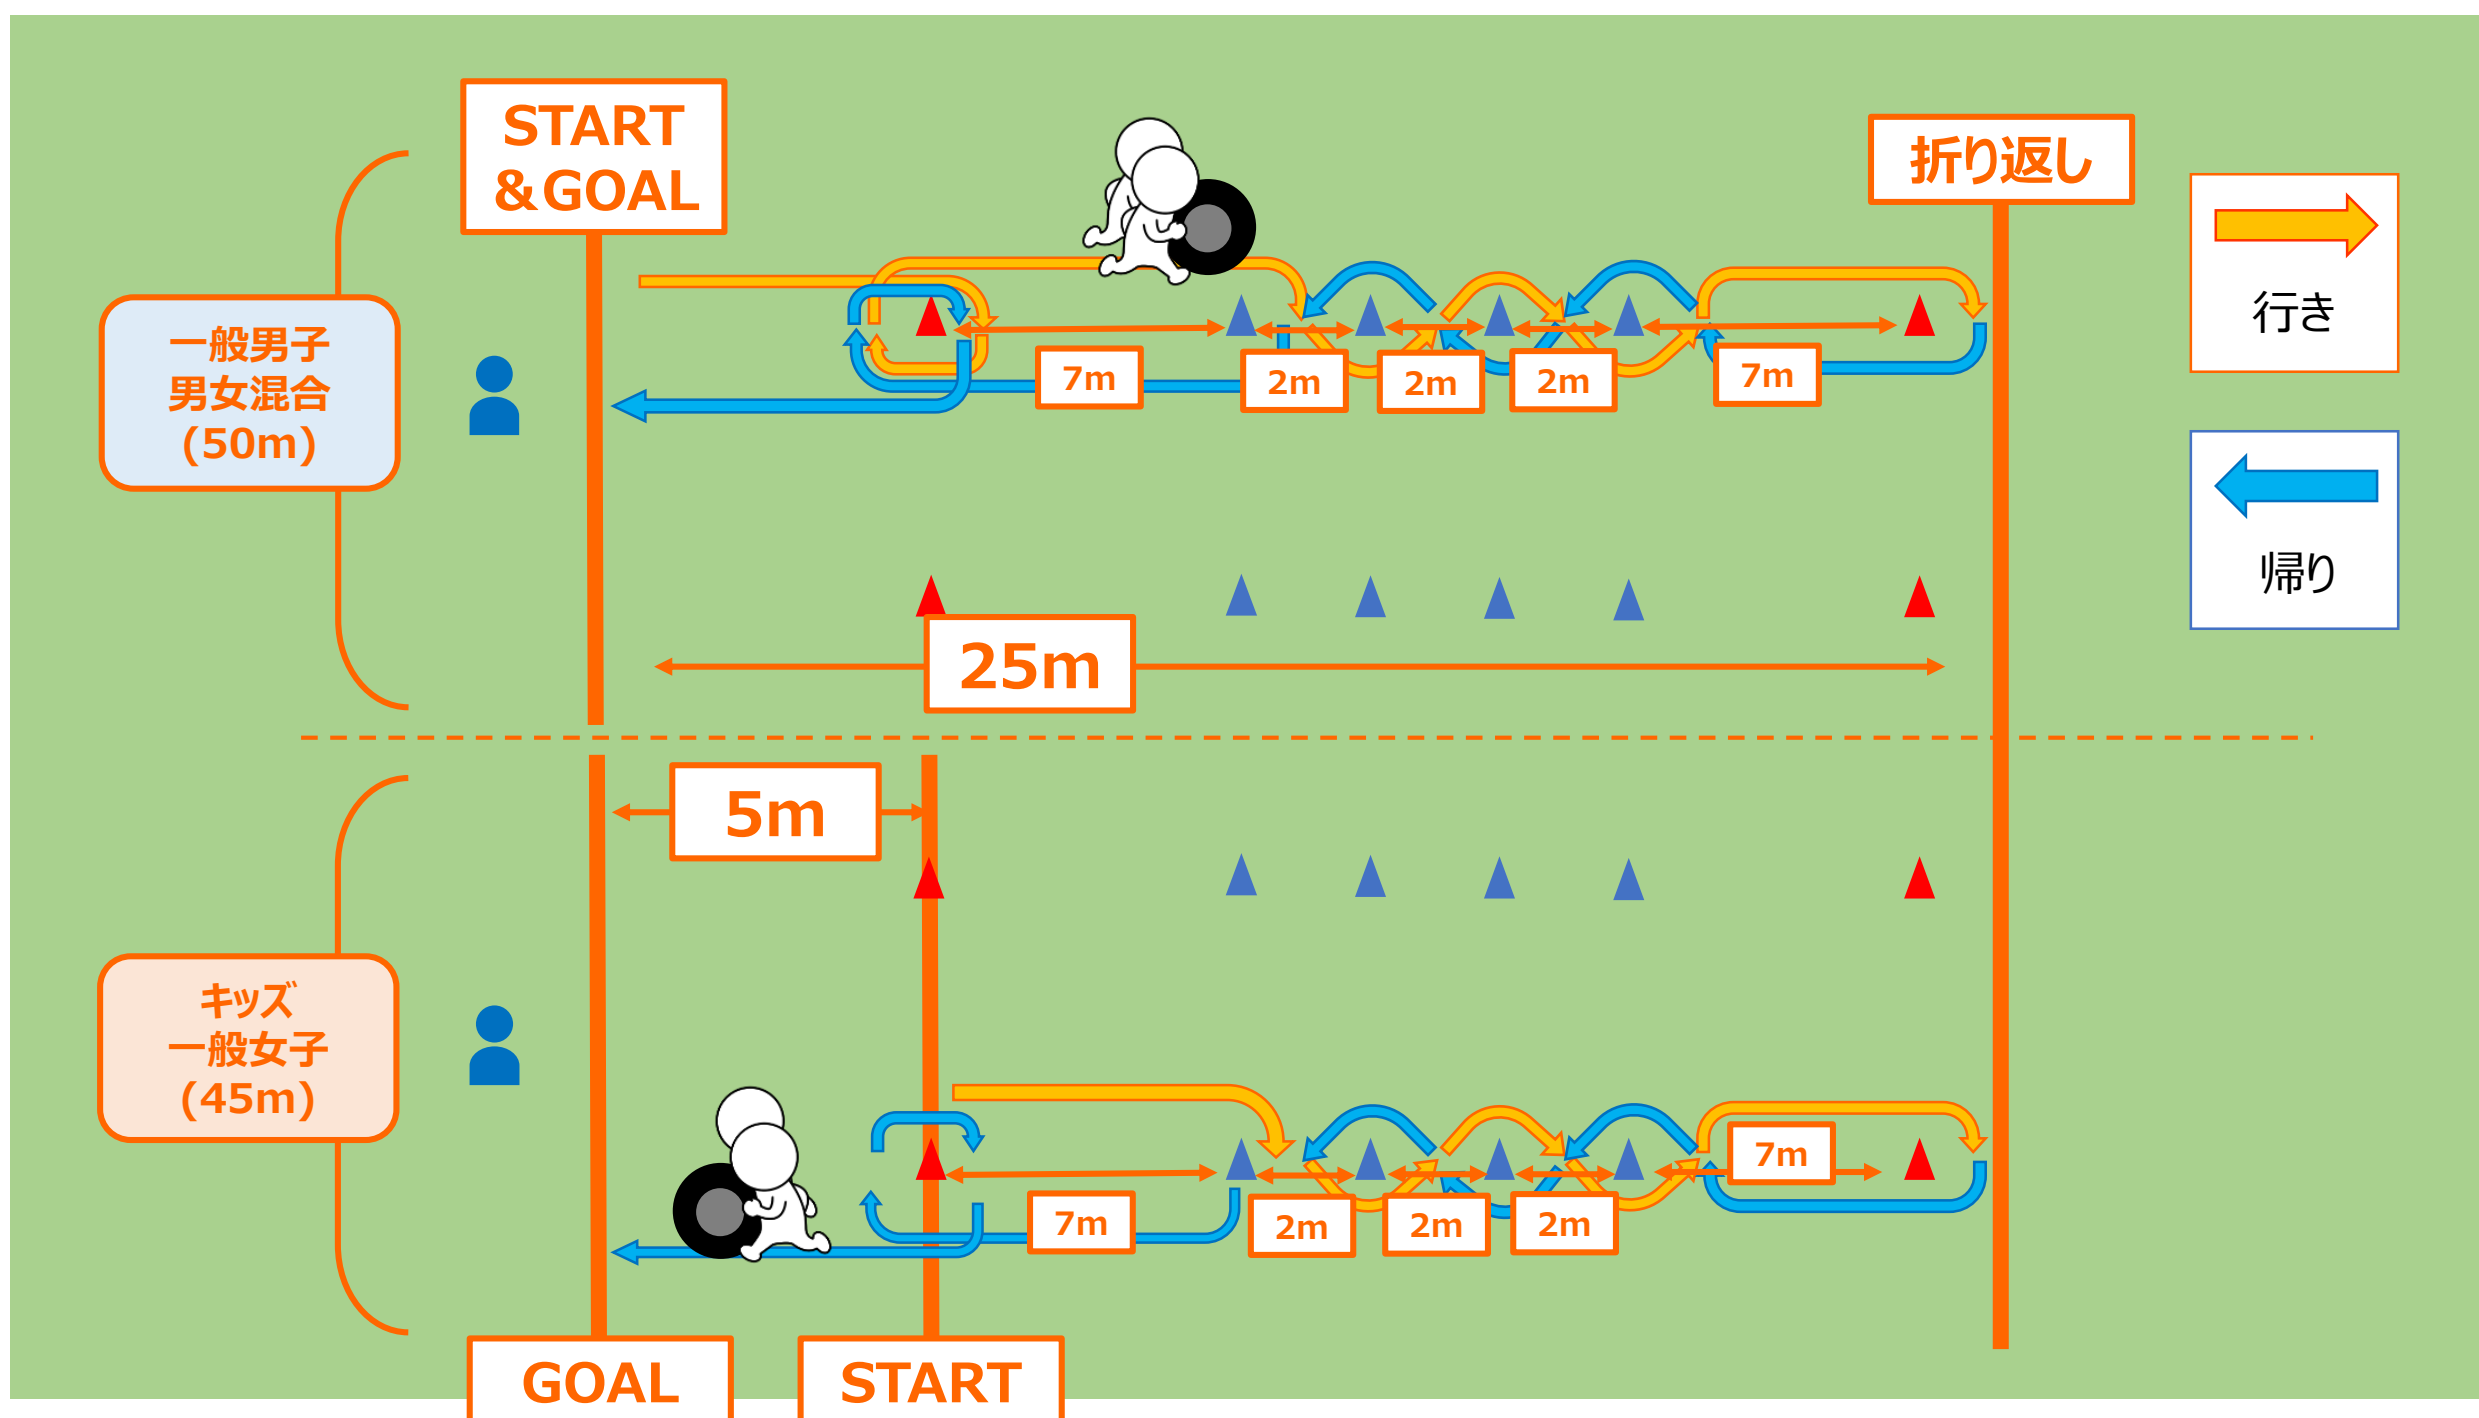 START
&GOAL
折り返し
行き
一般男子
男女混合
(50m)
7m
2m
2m
2m
7m
帰り
25m
5m
キッズ
一般女子
(45m)
7m
7m
2m
2m
2m
GOAL
START